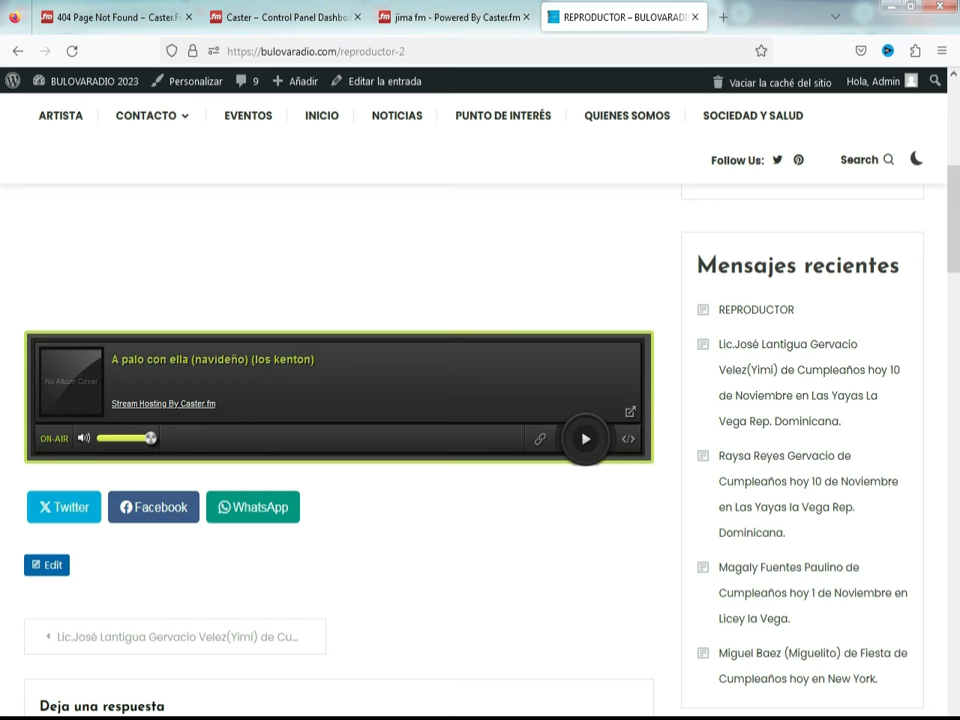 404 Page Not Found – Caster.F
Caster – Control Panel Dashbo
jima fm - Powered By Caster.fm
REPRODUCTOR – BULOVARADI
https://bulovaradio.com/reproductor-2
BULOVARADIO 2023
Personalizar
9
Añadir
Editar la entrada
Vaciar la caché del sitio
Hola, Admin
ARTISTA
CONTACTO
EVENTOS
INICIO
NOTICIAS
PUNTO DE INTERÉS
QUIENES SOMOS
SOCIEDAD Y SALUD
Follow Us:
Search
A palo con ella (navideño) (los kenton)
No Album Cover
Stream Hosting By Caster.fm
ON-AIR
Twitter
Facebook
WhatsApp
Edit
Lic.José Lantigua Gervacio Velez(Yimi) de Cu...
Deja una respuesta
Mensajes recientes
REPRODUCTOR
Lic.José Lantigua Gervacio
Velez(Yimi) de Cumpleaños hoy 10
de Noviembre en Las Yayas La
Vega Rep. Dominicana.
Raysa Reyes Gervacio de
Cumpleaños hoy 10 de Noviembre
en Las Yayas la Vega Rep.
Dominicana.
Magaly Fuentes Paulino de
Cumpleaños hoy 1 de Noviembre en
Licey la Vega.
Miguel Baez (Miguelito) de Fiesta de
Cumpleaños hoy en New York.